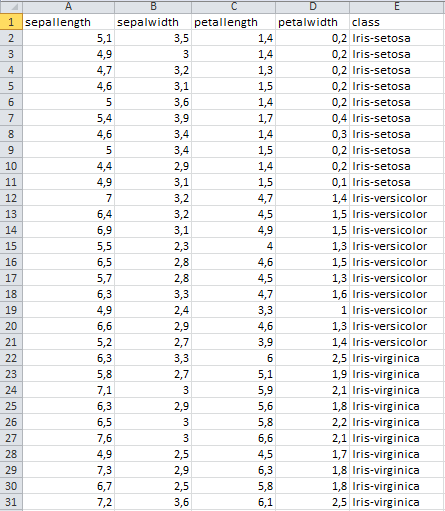 A B C D E
1 sepallength sepalwidth petallength petalwidth class
2 5,1 3,5 1,4 0,2 Iris-setosa
3 4,9 3 1,4 0,2 Iris-setosa
4 4,7 3,2 1,3 0,2 Iris-setosa
5 4,6 3,1 1,5 0,2 Iris-setosa
6 5 3,6 1,4 0,2 Iris-setosa
7 5,4 3,9 1,7 0,4 Iris-setosa
8 4,6 3,4 1,4 0,3 Iris-setosa
9 5 3,4 1,5 0,2 Iris-setosa
10 4,4 2,9 1,4 0,2 Iris-setosa
11 4,9 3,1 1,5 0,1 Iris-setosa
12 7 3,2 4,7 1,4 Iris-versicolor
13 6,4 3,2 4,5 1,5 Iris-versicolor
14 6,9 3,1 4,9 1,5 Iris-versicolor
15 5,5 2,3 4 1,3 Iris-versicolor
16 6,5 2,8 4,6 1,5 Iris-versicolor
17 5,7 2,8 4,5 1,3 Iris-versicolor
18 6,3 3,3 4,7 1,6 Iris-versicolor
19 4,9 2,4 3,3 1 Iris-versicolor
20 6,6 2,9 4,6 1,3 Iris-versicolor
21 5,2 2,7 3,9 1,4 Iris-versicolor
22 6,3 3,3 6 2,5 Iris-virginica
23 5,8 2,7 5,1 1,9 Iris-virginica
24 7,1 3 5,9 2,1 Iris-virginica
25 6,3 2,9 5,6 1,8 Iris-virginica
26 6,5 3 5,8 2,2 Iris-virginica
27 7,6 3 6,6 2,1 Iris-virginica
28 4,9 2,5 4,5 1,7 Iris-virginica
29 7,3 2,9 6,3 1,8 Iris-virginica
30 6,7 2,5 5,8 1,8 Iris-virginica
31 7,2 3,6 6,1 2,5 Iris-virginica